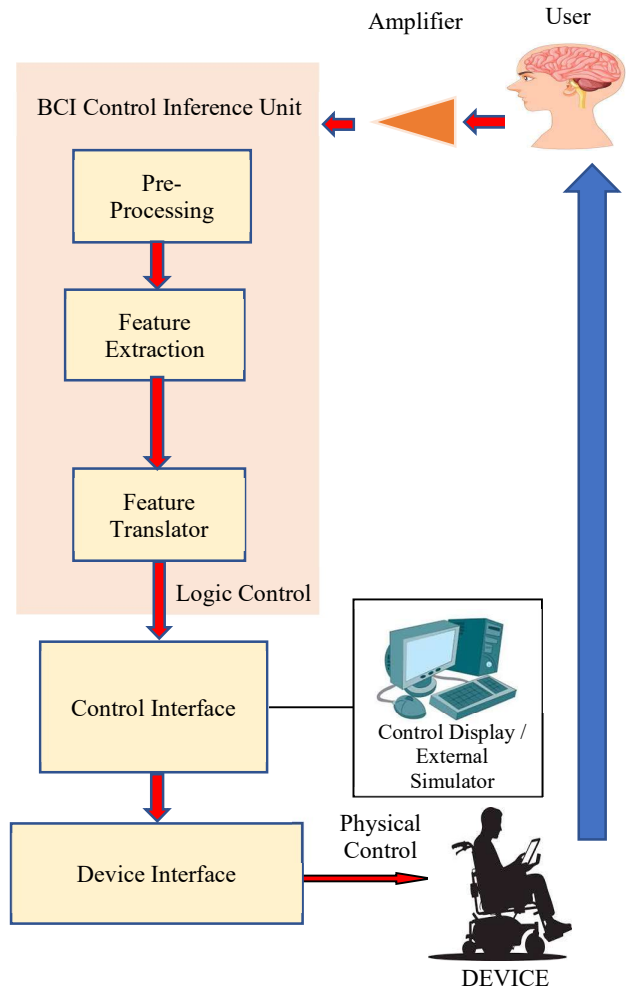 Amplifier
User
BCI Control Inference Unit
Pre-
Processing
Feature
Extraction
Feature
Translator
Logic Control
Control Interface
Control Display /
External
Simulator
Physical
Control
Device Interface
DEVICE